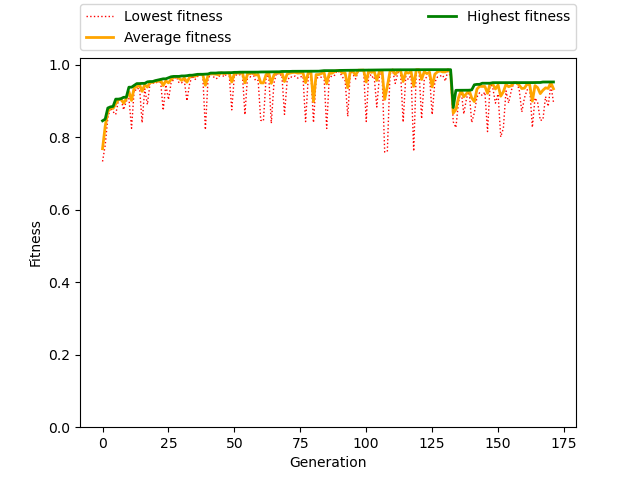 Lowest fitness
Average fitness
Highest fitness
1.0
0.8
0.6
0.4
0.2
0.0
Fitness
0 25 50 75 100 125 150 175
Generation